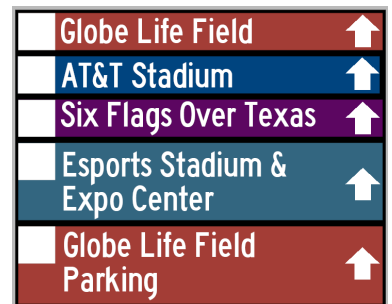 Globe Life Field
AT&T Stadium
Six Flags Over Texas
Esports Stadium &
Expo Center
Globe Life Field
Parking